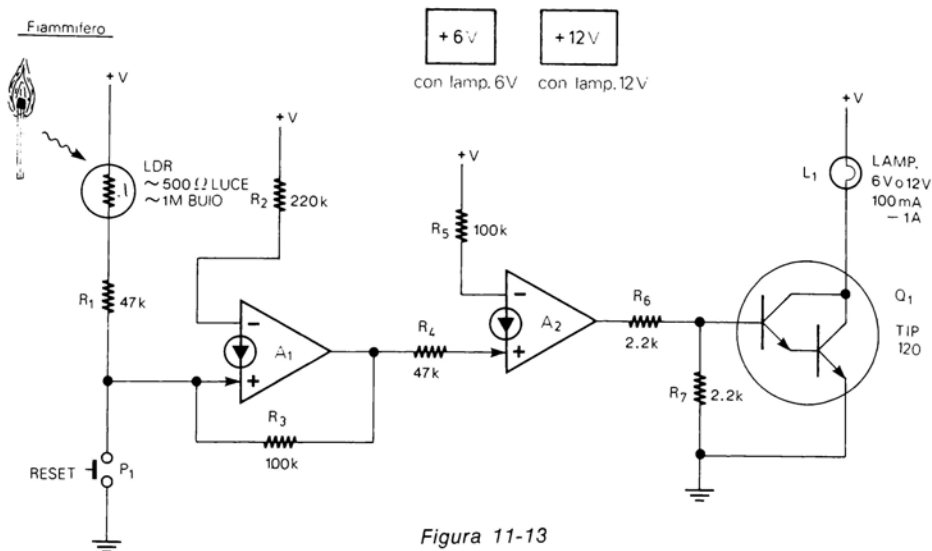 Fiammifero
+ 6V
+ 12V
con lamp. 6V
con lamp. 12V
+V
LDR
~ 500 Ω LUCE
~ 1M BUIO
R1
47k
RESET
P1
+V
R2
220k
−
A1
+
R3
100k
R4
47k
+V
R5
100k
−
A2
+
R6
2.2k
R7
2.2k
+V
L1
LAMP.
6V o 12V
100mA
– 1A
Q1
TIP
120
Figura 11-13